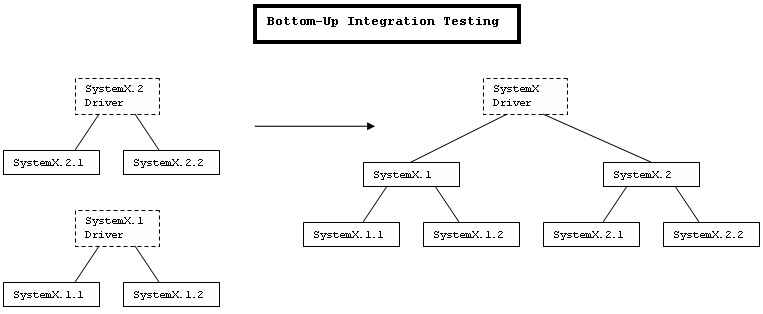 Bottom-Up Integration Testing
SystemX.2
Driver
SystemX.2.1
SystemX.2.2
SystemX.1
Driver
SystemX.1.1
SystemX.1.2
SystemX
Driver
SystemX.1
SystemX.2
SystemX.1.1
SystemX.1.2
SystemX.2.1
SystemX.2.2